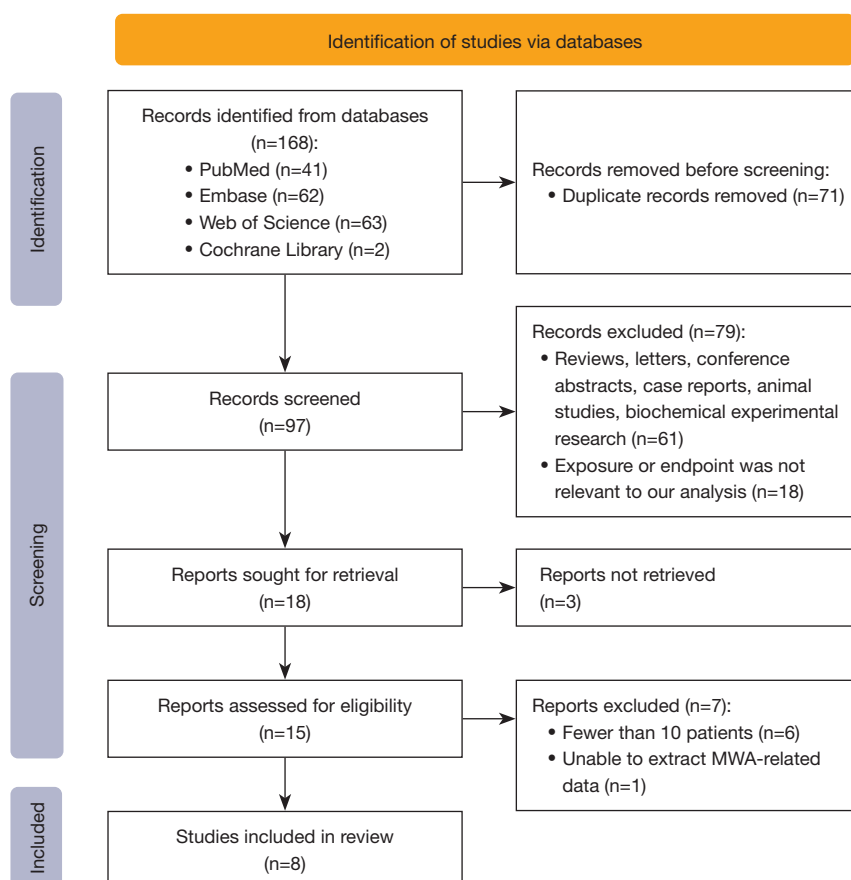 Identification of studies via databases
Identification
Records identified from databases
(n=168):
• PubMed (n=41)
• Embase (n=62)
• Web of Science (n=63)
• Cochrane Library (n=2)
Records removed before screening:
• Duplicate records removed (n=71)
Screening
Records screened
(n=97)
Records excluded (n=79):
• Reviews, letters, conference
abstracts, case reports, animal
studies, biochemical experimental
research (n=61)
• Exposure or endpoint was not
relevant to our analysis (n=18)
Reports sought for retrieval
(n=18)
Reports not retrieved
(n=3)
Reports assessed for eligibility
(n=15)
Reports excluded (n=7):
• Fewer than 10 patients (n=6)
• Unable to extract MWA-related
data (n=1)
Included
Studies included in review
(n=8)